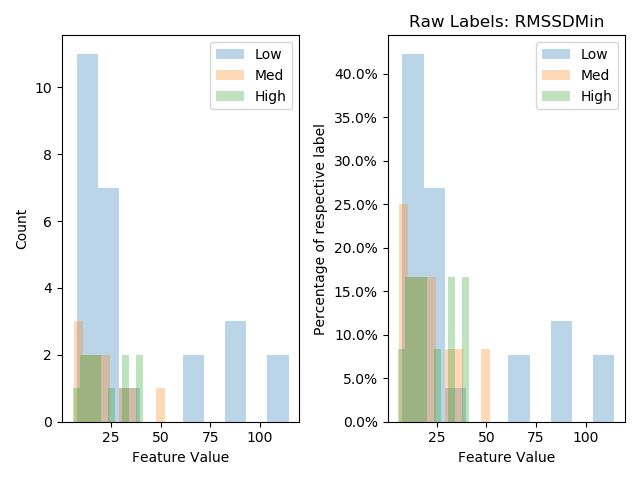 Raw Labels: RMSSDMin
Low
Med
High
Count
10
8
6
4
2
0
25
50
75
100
Feature Value
Low
Med
High
Percentage of respective label
40.0%
35.0%
30.0%
25.0%
20.0%
15.0%
10.0%
5.0%
0.0%
25
50
75
100
Feature Value